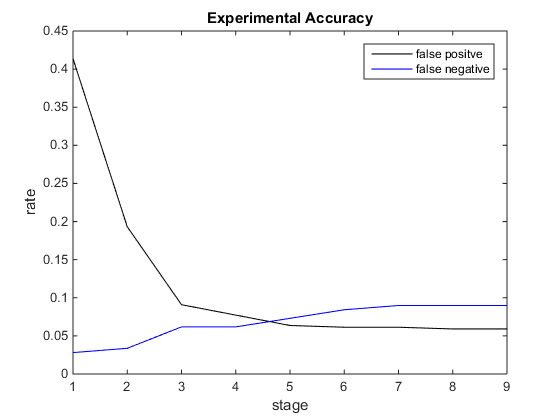 Experimental Accuracy
false positve
false negative
rate
0.45
0.4
0.35
0.3
0.25
0.2
0.15
0.1
0.05
0
1 2 3 4 5 6 7 8 9
stage